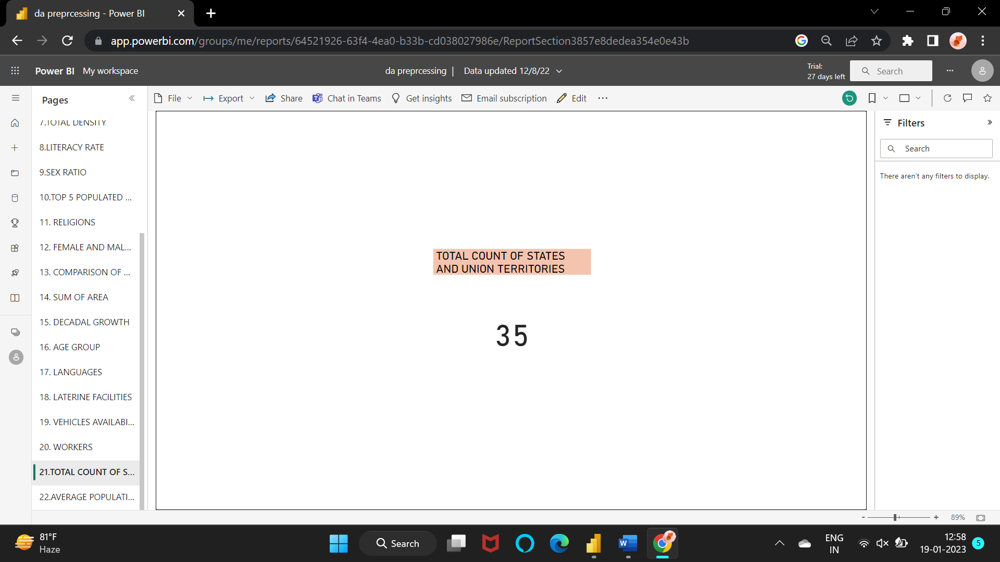 da preprcessing - Power BI
app.powerbi.com/groups/me/reports/64521926-63f4-4ea0-b33b-cd038027986e/ReportSection3857e8dedea354e0e43b
Power BI My workspace
da preprcessing | Data updated 12/8/22
Trial:
27 days left
Search
Pages
File
Export
Share
Chat in Teams
Get insights
Email subscription
Edit
7.TOTAL DENSITY
8.LITERACY RATE
9.SEX RATIO
10.TOP 5 POPULATED ...
11. RELIGIONS
12. FEMALE AND MAL...
13. COMPARISON OF ...
14. SUM OF AREA
15. DECADAL GROWTH
16. AGE GROUP
17. LANGUAGES
18. LATERINE FACILITIES
19. VEHICLES AVAILABI...
20. WORKERS
21.TOTAL COUNT OF S...
22.AVERAGE POPULATI...
TOTAL COUNT OF STATES
AND UNION TERRITORIES
35
Filters
Search
There aren't any filters to display.
- + 89%
81°F
Haze
Search
ENG
IN
12:58
19-01-2023
5